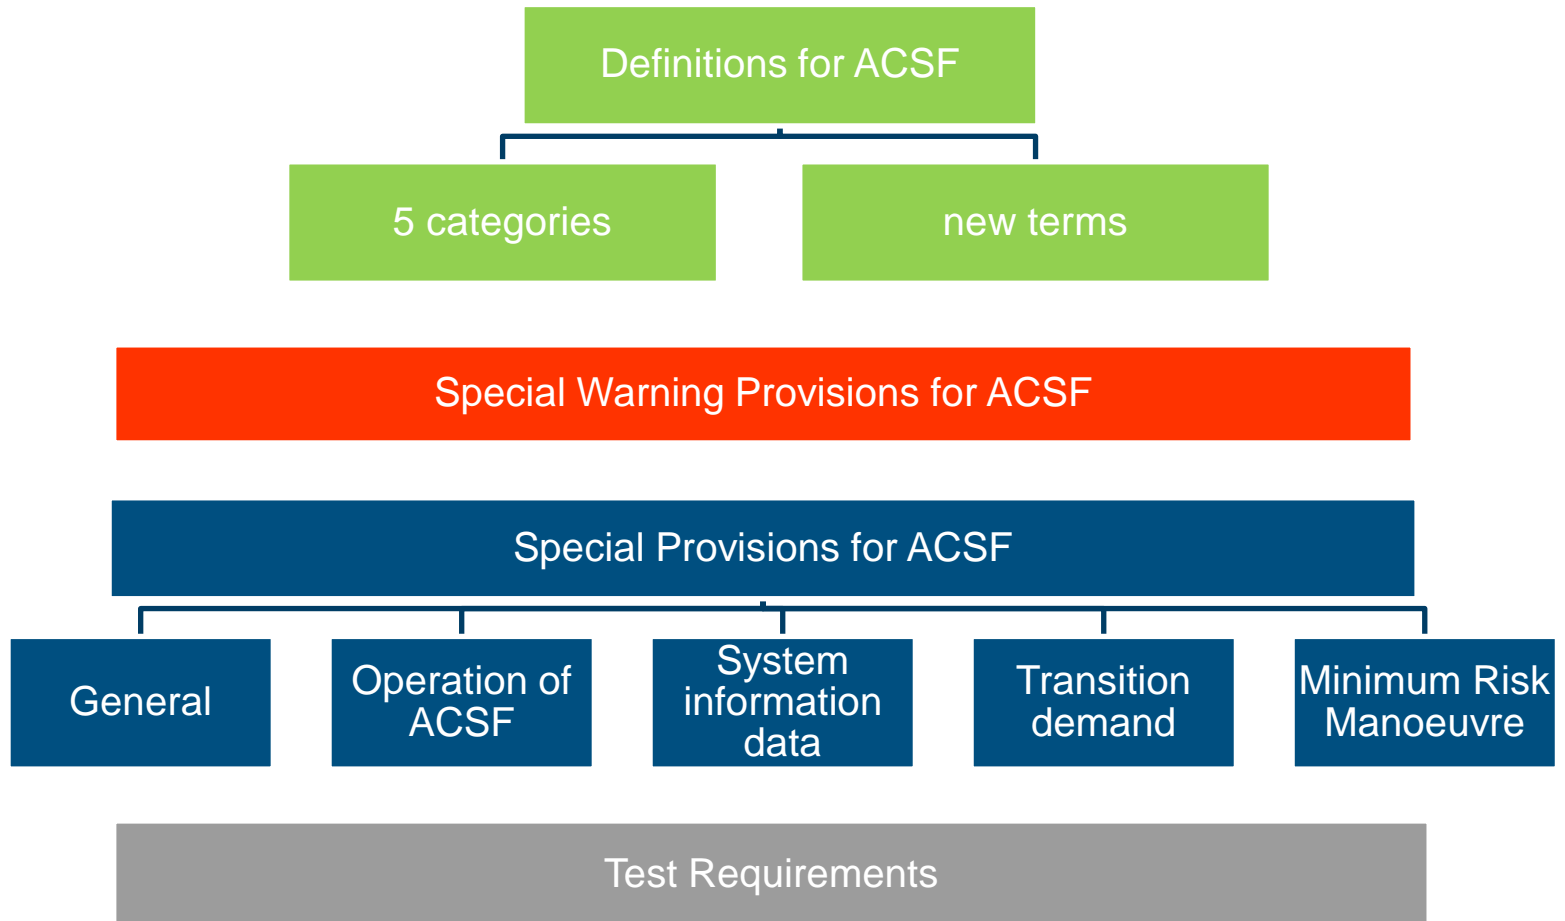 Definitions for ACSF
5 categories
new terms
Special Warning Provisions for ACSF
Special Provisions for ACSF
General
Operation of
ACSF
System
information
data
Transition
demand
Minimum Risk
Manoeuvre
Test Requirements